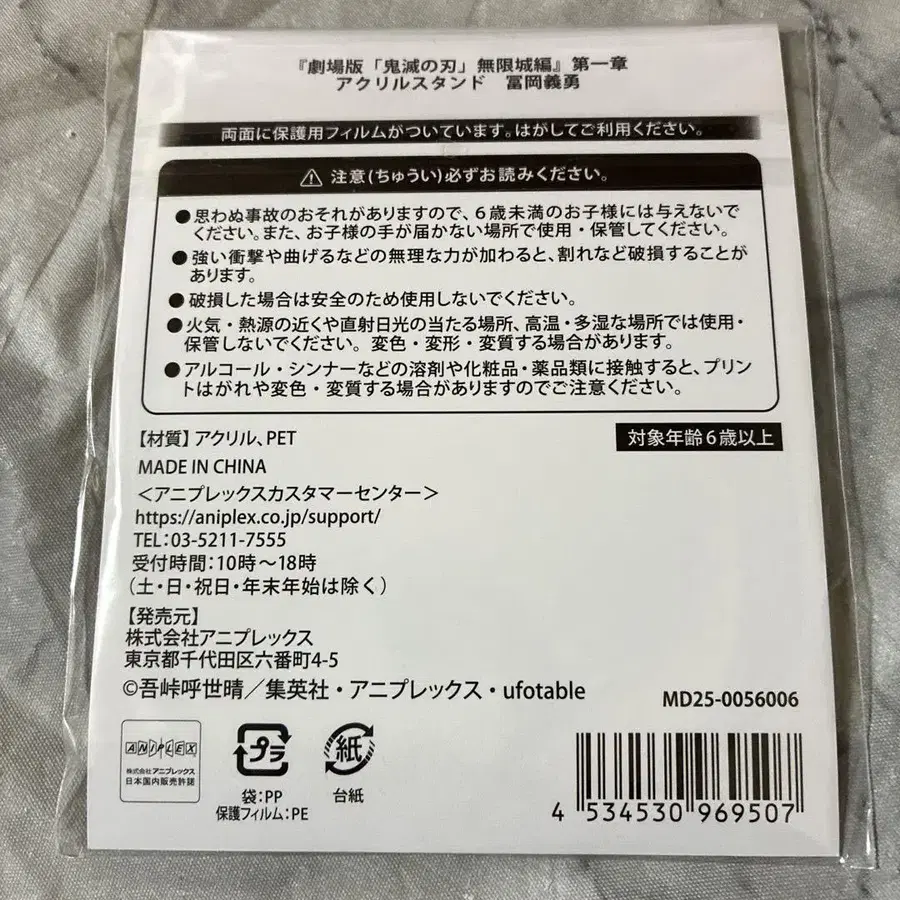 『劇場版「鬼滅の刃」無限城編』第一章
アクリルスタンド　冨岡義勇
両面に保護用フィルムがついています。はがしてご利用ください。
⚠ 注意(ちゅうい)必ずお読みください。
●思わぬ事故のおそれがありますので、６歳未満のお子様には与えないで
ください。また、お子様の手が届かない場所で使用・保管してください。
●強い衝撃や曲げるなどの無理な力が加わると、割れなど破損することが
あります。
●破損した場合は安全のため使用しないでください。
●火気・熱源の近くや直射日光の当たる場所、高温・多湿な場所では使用・
保管しないでください。変色・変形・変質する場合があります。
●アルコール・シンナーなどの溶剤や化粧品・薬品類に接触すると、プリン
トはがれや変色・変質する場合がありますのでご注意ください。
【材質】アクリル、PET
対象年齢６歳以上
MADE IN CHINA
＜アニプレックスカスタマーセンター＞
https://aniplex.co.jp/support/
TEL：03-5211-7555
受付時間：10時～18時
（土・日・祝日・年末年始は除く）
【発売元】
株式会社アニプレックス
東京都千代田区六番町4-5
©吾峠呼世晴／集英社・アニプレックス・ufotable
MD25-0056006
ANIPLEX
株式会社アニプレックス
日本国内販売許諾
プラ
袋：PP
保護フィルム：PE
紙
台紙
4 534530 969507